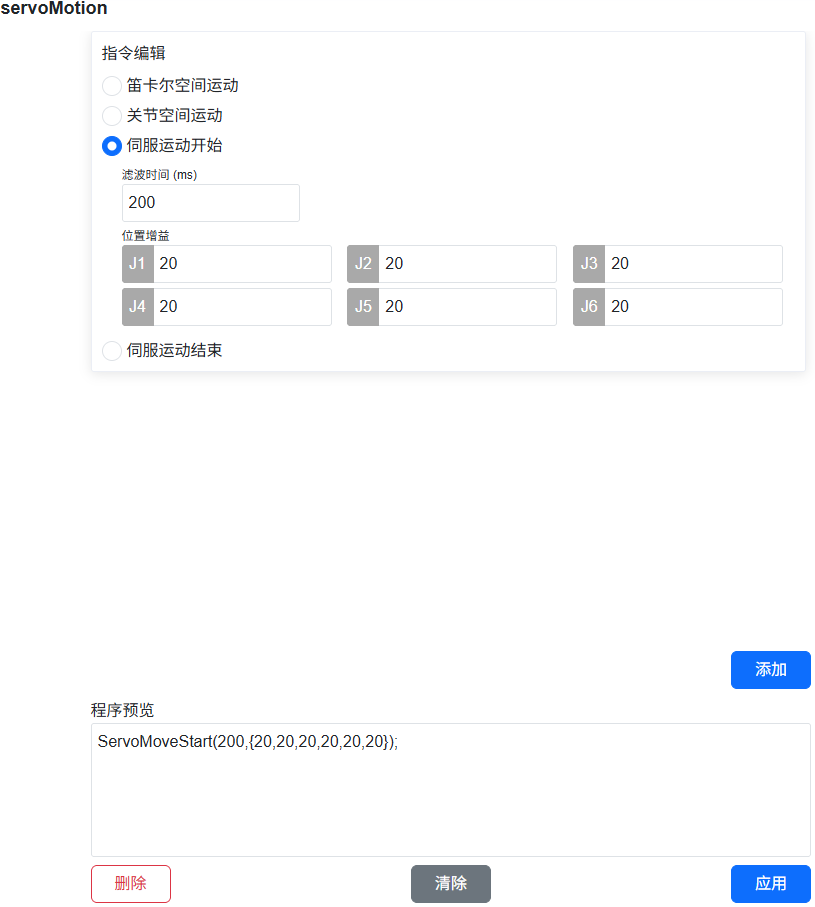 servoMotion
指令编辑
笛卡尔空间运动
关节空间运动
伺服运动开始
滤波时间 (ms)
200
位置增益
J1 20 J2 20 J3 20
J4 20 J5 20 J6 20
伺服运动结束
添加
程序预览
ServoMoveStart(200,{20,20,20,20,20,20});
删除 清除 应用